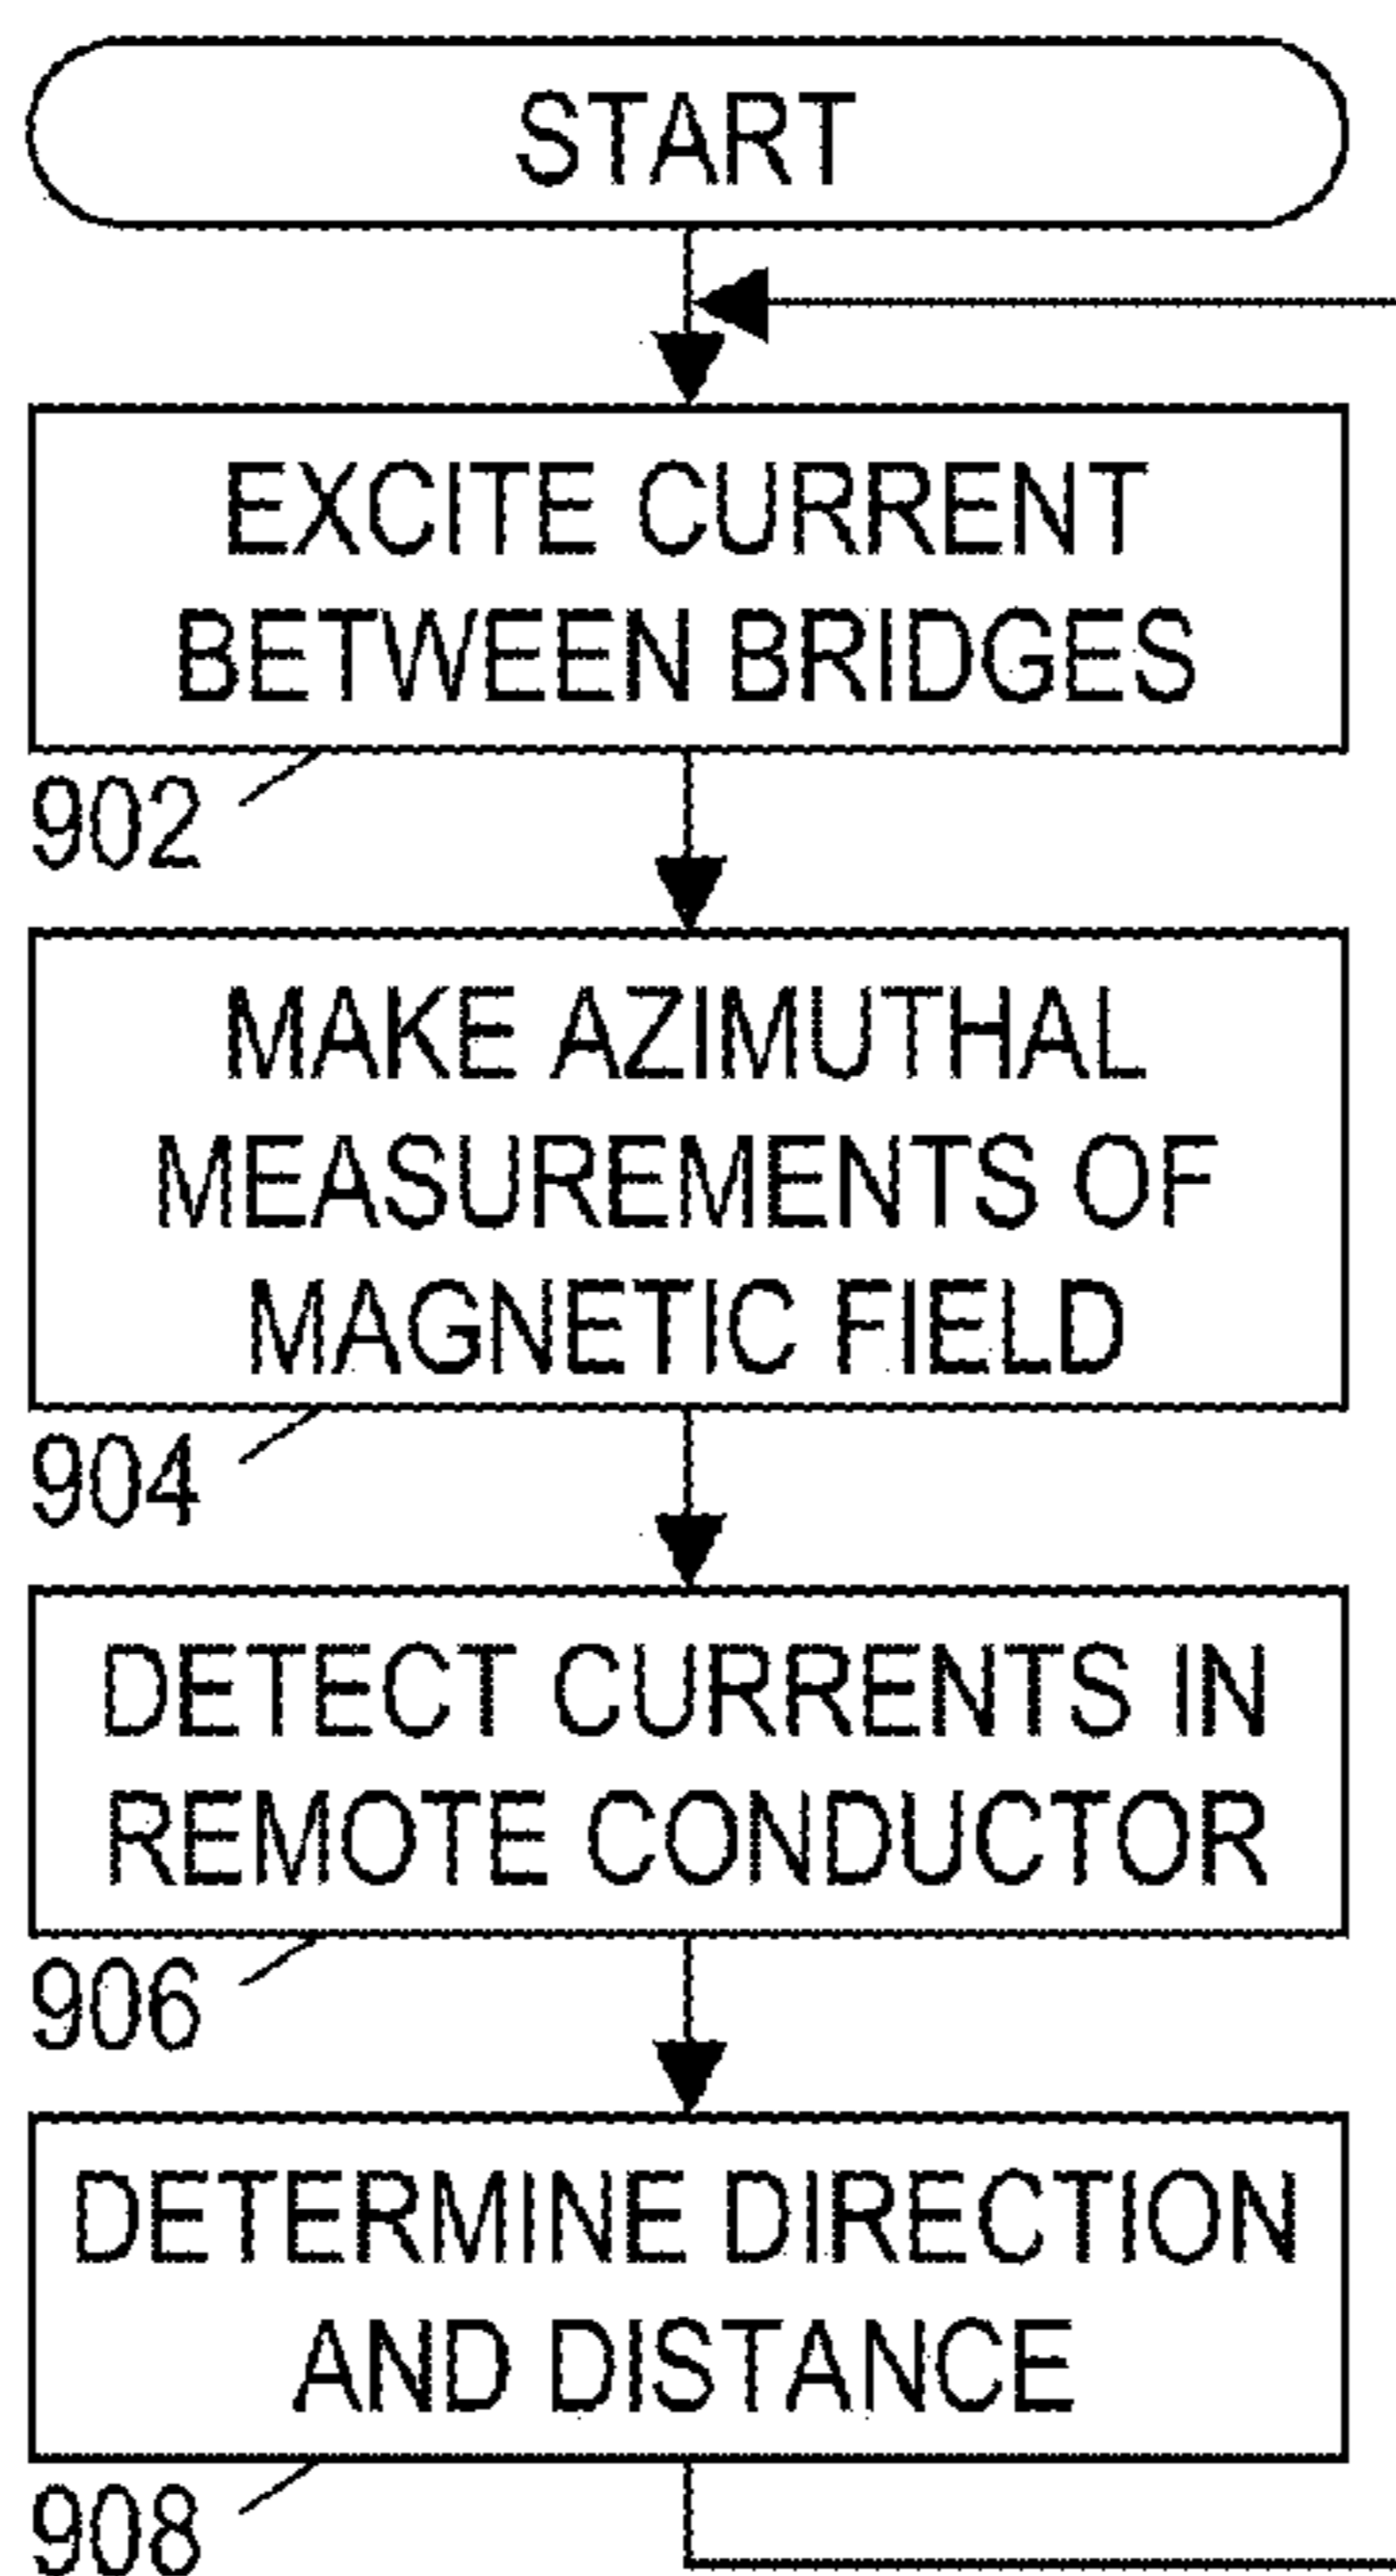 START
EXCITE CURRENT
BETWEEN BRIDGES
902
MAKE AZIMUTHAL
MEASUREMENTS OF
MAGNETIC FIELD
904
DETECT CURRENTS IN
REMOTE CONDUCTOR
906
DETERMINE DIRECTION
AND DISTANCE
908